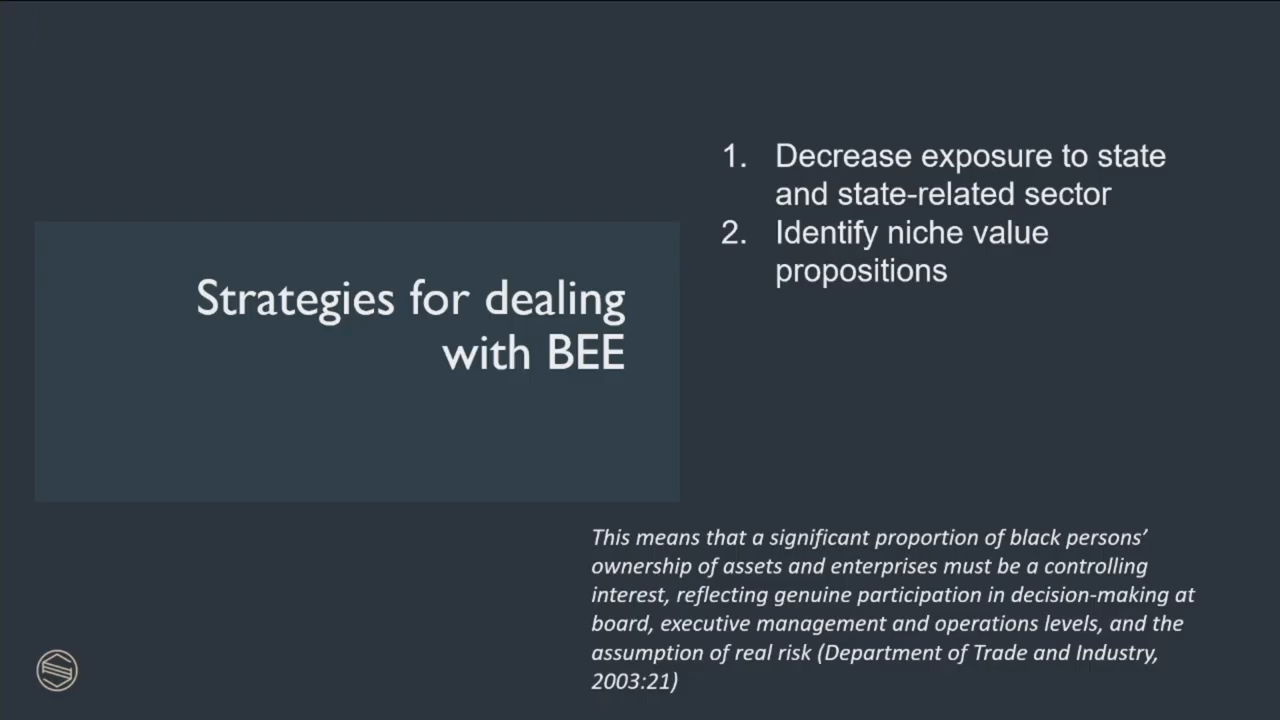 Strategies for dealing
with BEE
1. Decrease exposure to state
and state-related sector
2. Identify niche value
propositions
This means that a significant proportion of black persons’
ownership of assets and enterprises must be a controlling
interest, reflecting genuine participation in decision-making at
board, executive management and operations levels, and the
assumption of real risk (Department of Trade and Industry,
2003:21)